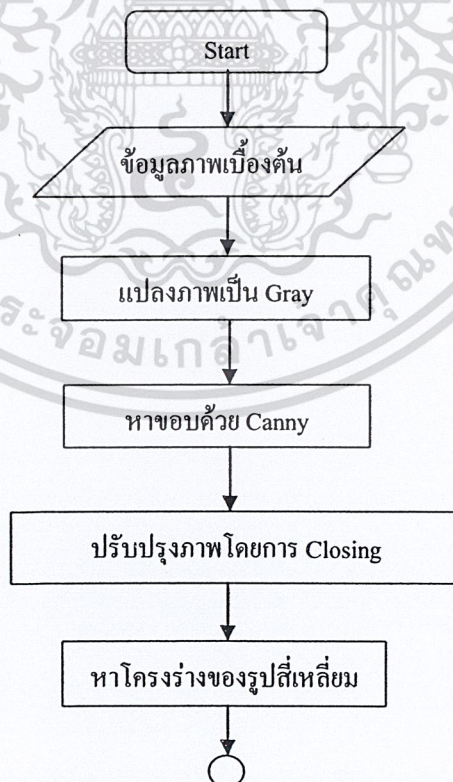 Start
ข้อมูลภาพเบื้องต้น
แปลงภาพเป็น Gray
หาขอบด้วย Canny
ปรับปรุงภาพโดยการ Closing
หาโครงร่างของรูปสี่เหลี่ยม